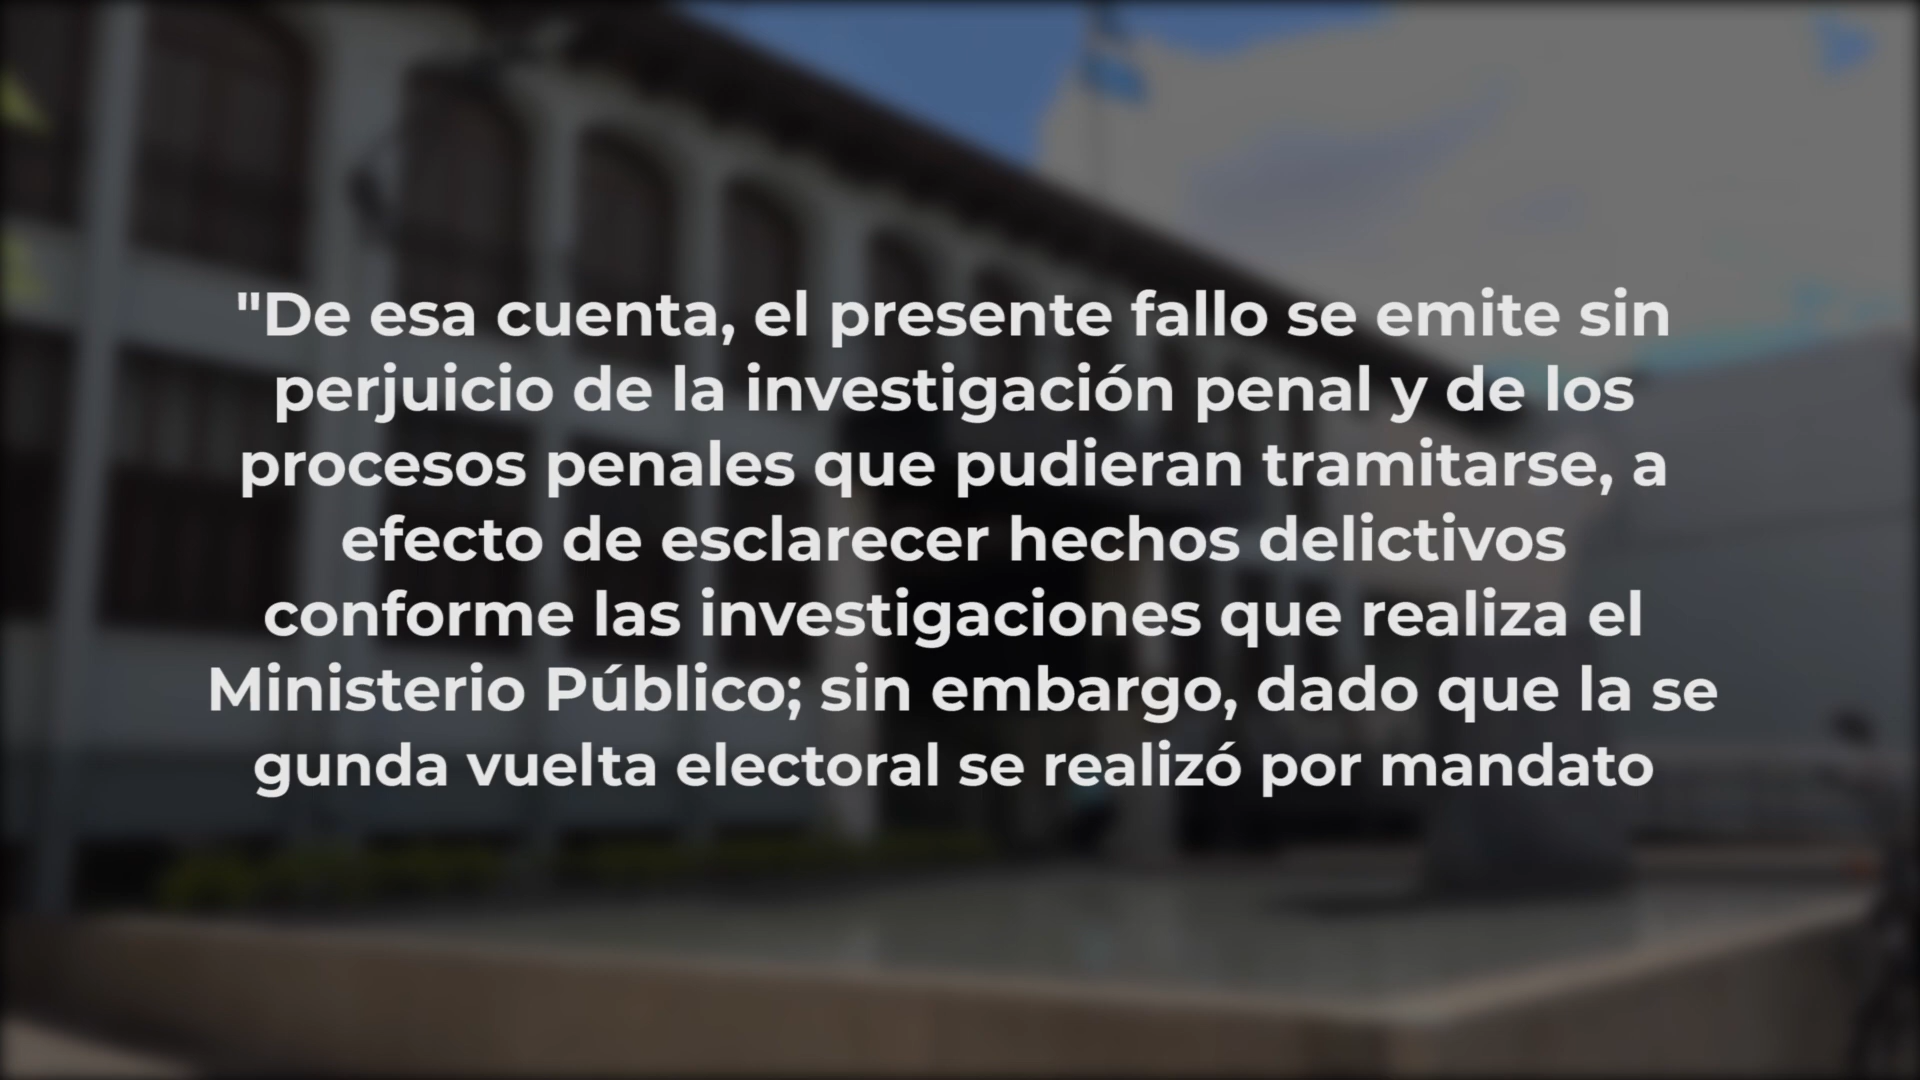 "De esa cuenta, el presente fallo se emite sin
perjuicio de la investigación penal y de los
procesos penales que pudieran tramitarse, a
efecto de esclarecer hechos delictivos
conforme las investigaciones que realiza el
Ministerio Público; sin embargo, dado que la se
gunda vuelta electoral se realizó por mandato